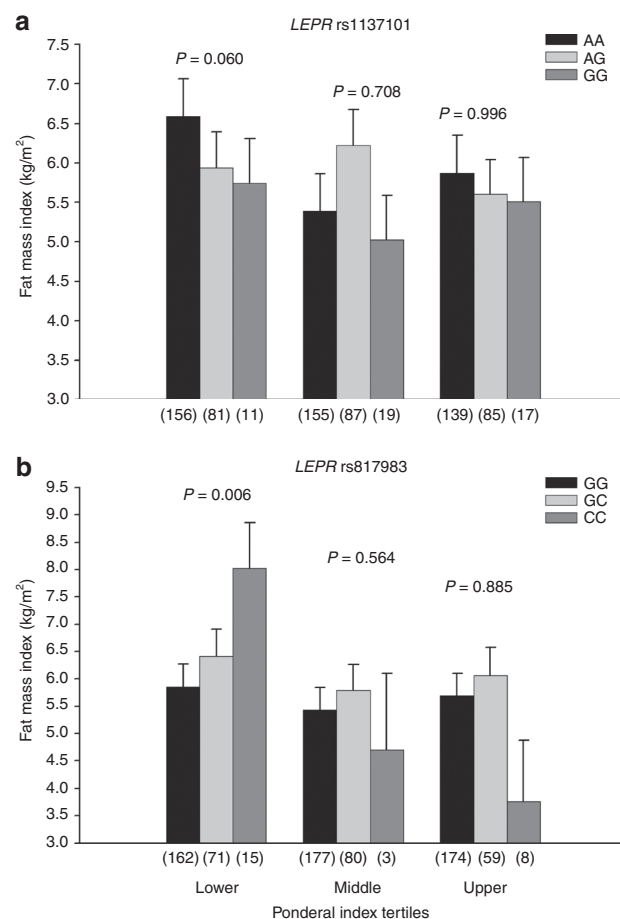 a
LEPR rs1137101
7.5
7.0
6.5
6.0
5.5
5.0
4.5
4.0
3.5
3.0
Fat mass index (kg/m²)
AA
AG
GG
P = 0.060
P = 0.708
P = 0.996
(156) (81) (11) (155) (87) (19) (139) (85) (17)
b
LEPR rs817983
9.5
9.0
8.5
8.0
7.5
7.0
6.5
6.0
5.5
5.0
4.5
4.0
3.5
3.0
Fat mass index (kg/m²)
GG
GC
CC
P = 0.006
P = 0.564
P = 0.885
(162) (71) (15) (177) (80) (3) (174) (59) (8)
Lower Middle Upper
Ponderal index tertiles